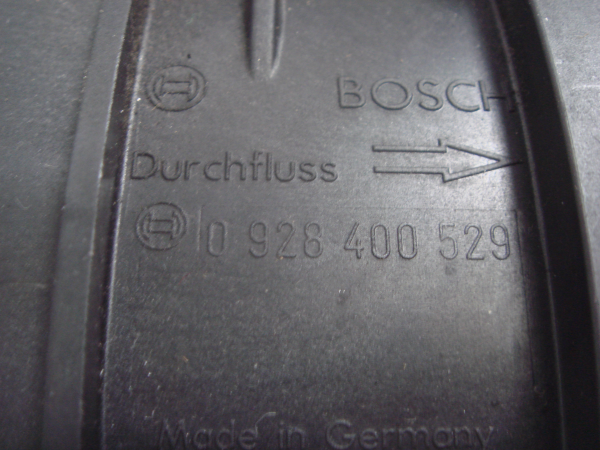 BOSCH
Durchfluss
0 928 400 529
Made in Germany